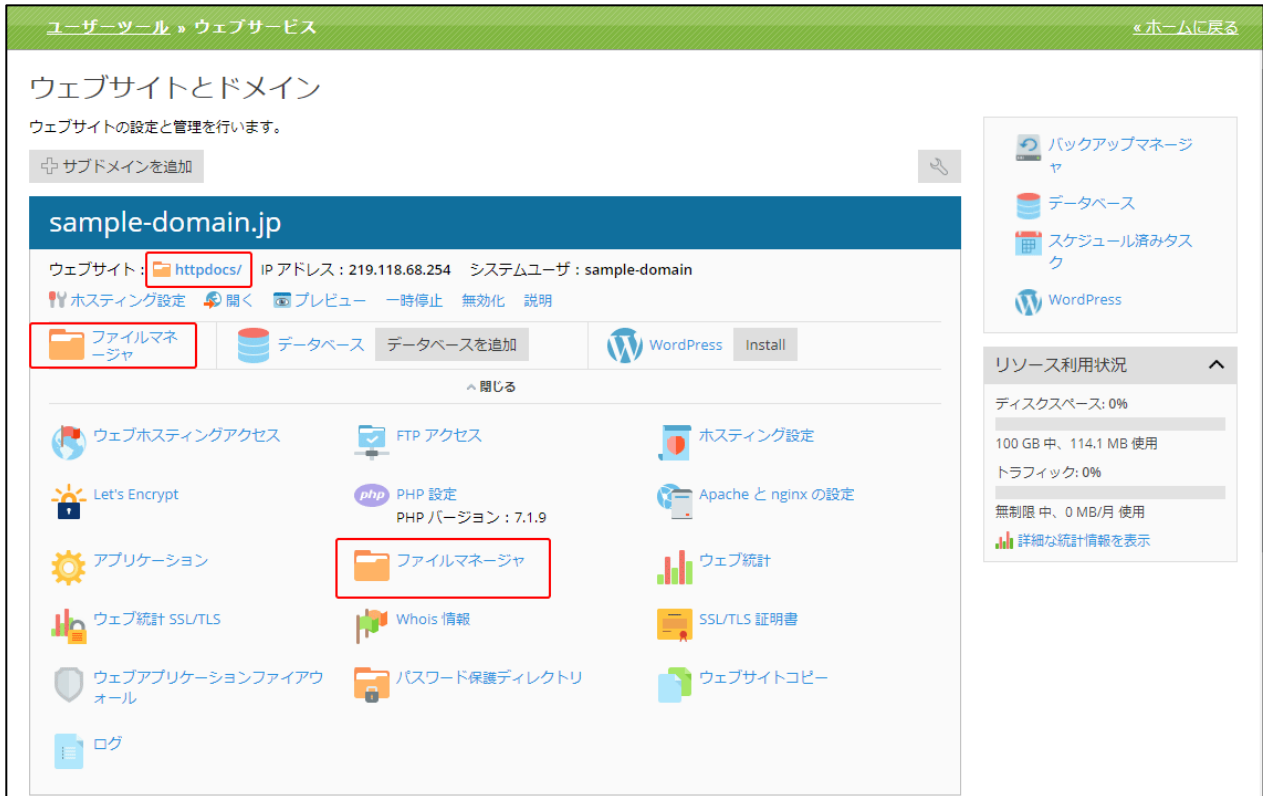 ユーザーツール » ウェブサービス
«ホームに戻る
ウェブサイトとドメイン
ウェブサイトの設定と管理を行います。
サブドメインを追加
sample-domain.jp
ウェブサイト : httpdocs/ IP アドレス : 219.118.68.254 システムユーザ : sample-domain
ホスティング設定 開く プレビュー 一時停止 無効化 説明
ファイルマネ
ージャ
データベース データベースを追加
WordPress Install
閉じる
ウェブホスティングアクセス
FTP アクセス
ホスティング設定
Let's Encrypt
php PHP 設定
PHP バージョン : 7.1.9
Apache と nginx の設定
アプリケーション
ファイルマネージャ
ウェブ統計
ウェブ統計 SSL/TLS
Whois 情報
SSL/TLS 証明書
ウェブアプリケーションファイアウ
ォール
パスワード保護ディレクトリ
ウェブサイトコピー
ログ
バックアップマネージ
ャ
データベース
スケジュール済みタス
ク
WordPress
リソース利用状況
ディスクスペース: 0%
100 GB 中、114.1 MB 使用
トラフィック: 0%
無制限 中、0 MB/月 使用
詳細な統計情報を表示